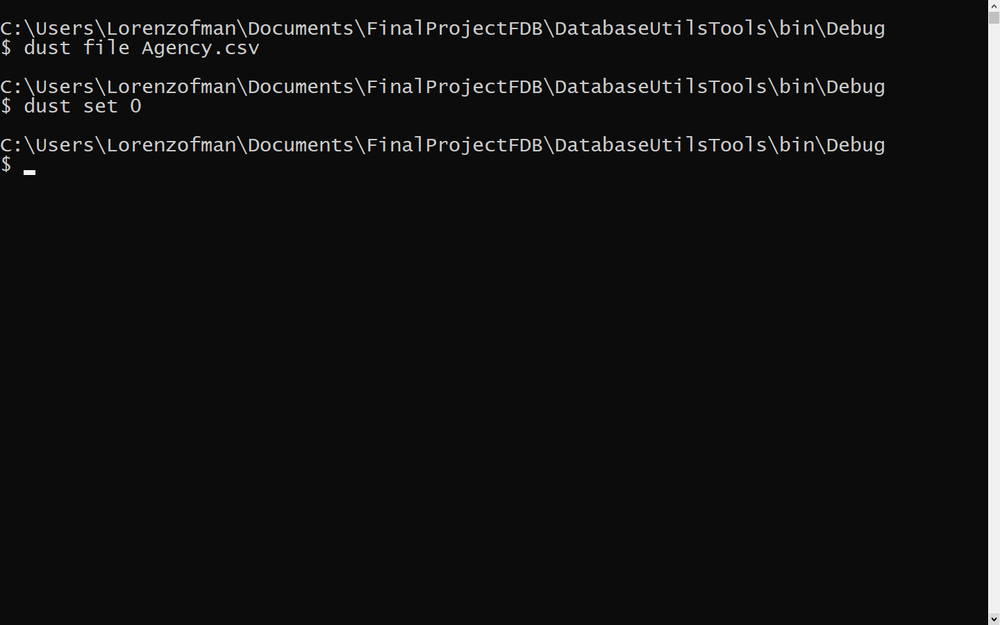 C:\Users\Lorenzofman\Documents\FinalProjectFDB\DatabaseUtilsTools\bin\Debug
$ dust file Agency.csv
C:\Users\Lorenzofman\Documents\FinalProjectFDB\DatabaseUtilsTools\bin\Debug
$ dust set 0
C:\Users\Lorenzofman\Documents\FinalProjectFDB\DatabaseUtilsTools\bin\Debug
$